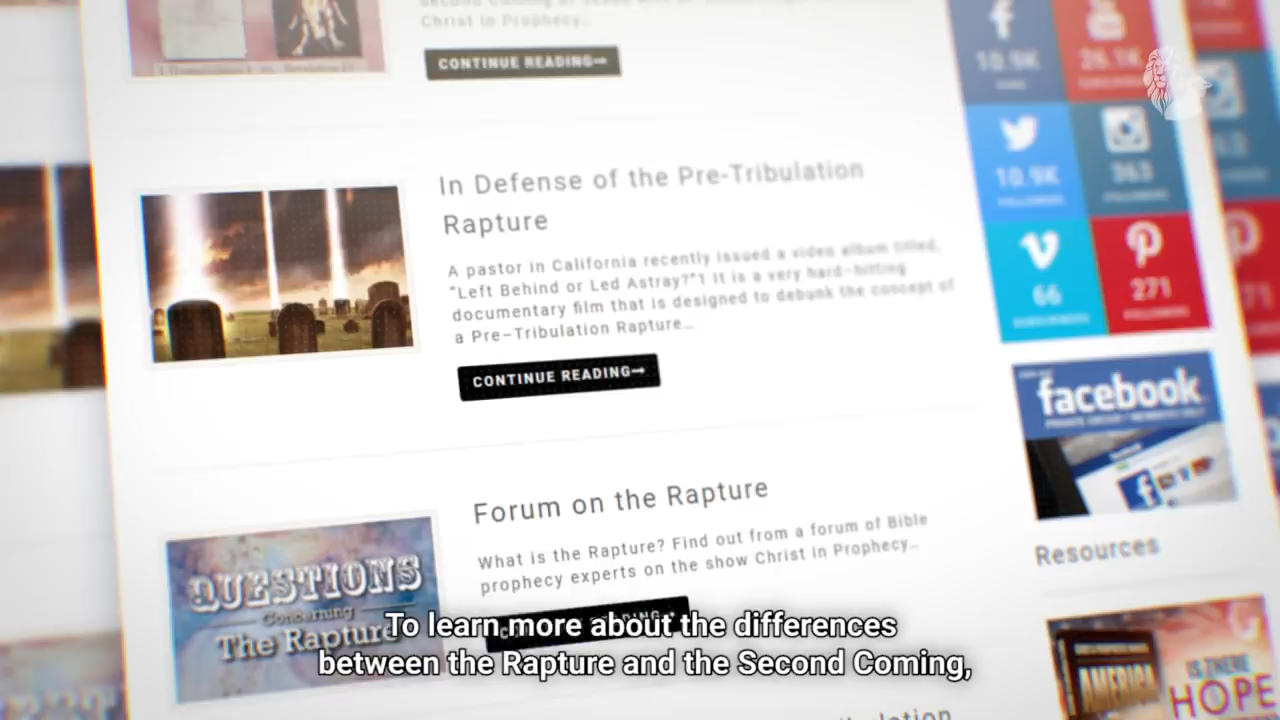 Christ in Prophecy…
CONTINUE READING→
10.9K
26.1K
In Defense of the Pre-Tribulation
Rapture
A pastor in California recently issued a video album titled,
"Left Behind or Led Astray?"1 It is a very hard-hitting
documentary film that is designed to debunk the concept of
a Pre-Tribulation Rapture…
CONTINUE READING→
10.9K
363
66
271
facebook
Forum on the Rapture
What is the Rapture? Find out from a forum of Bible
prophecy experts on the show Christ in Prophecy…
QUESTIONS
Concerning
The Rapture
Resources
AMERICA
IS THERE
HOPE
To learn more about the differences
between the Rapture and the Second Coming,